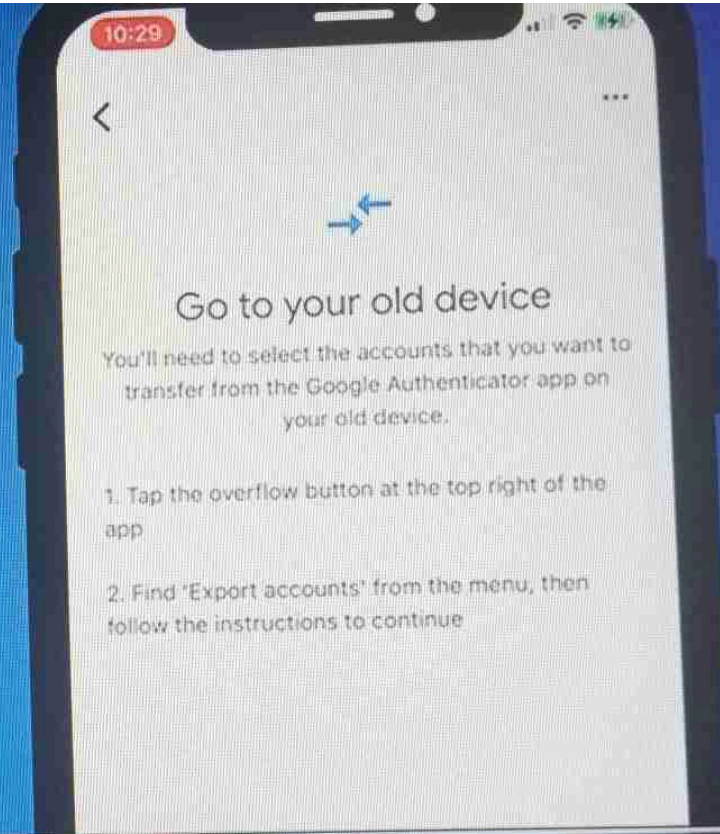 10:29
Go to your old device
You'll need to select the accounts that you want to
transfer from the Google Authenticator app on
your old device.
1. Tap the overflow button at the top right of the
app
2. Find 'Export accounts' from the menu, then
follow the instructions to continue